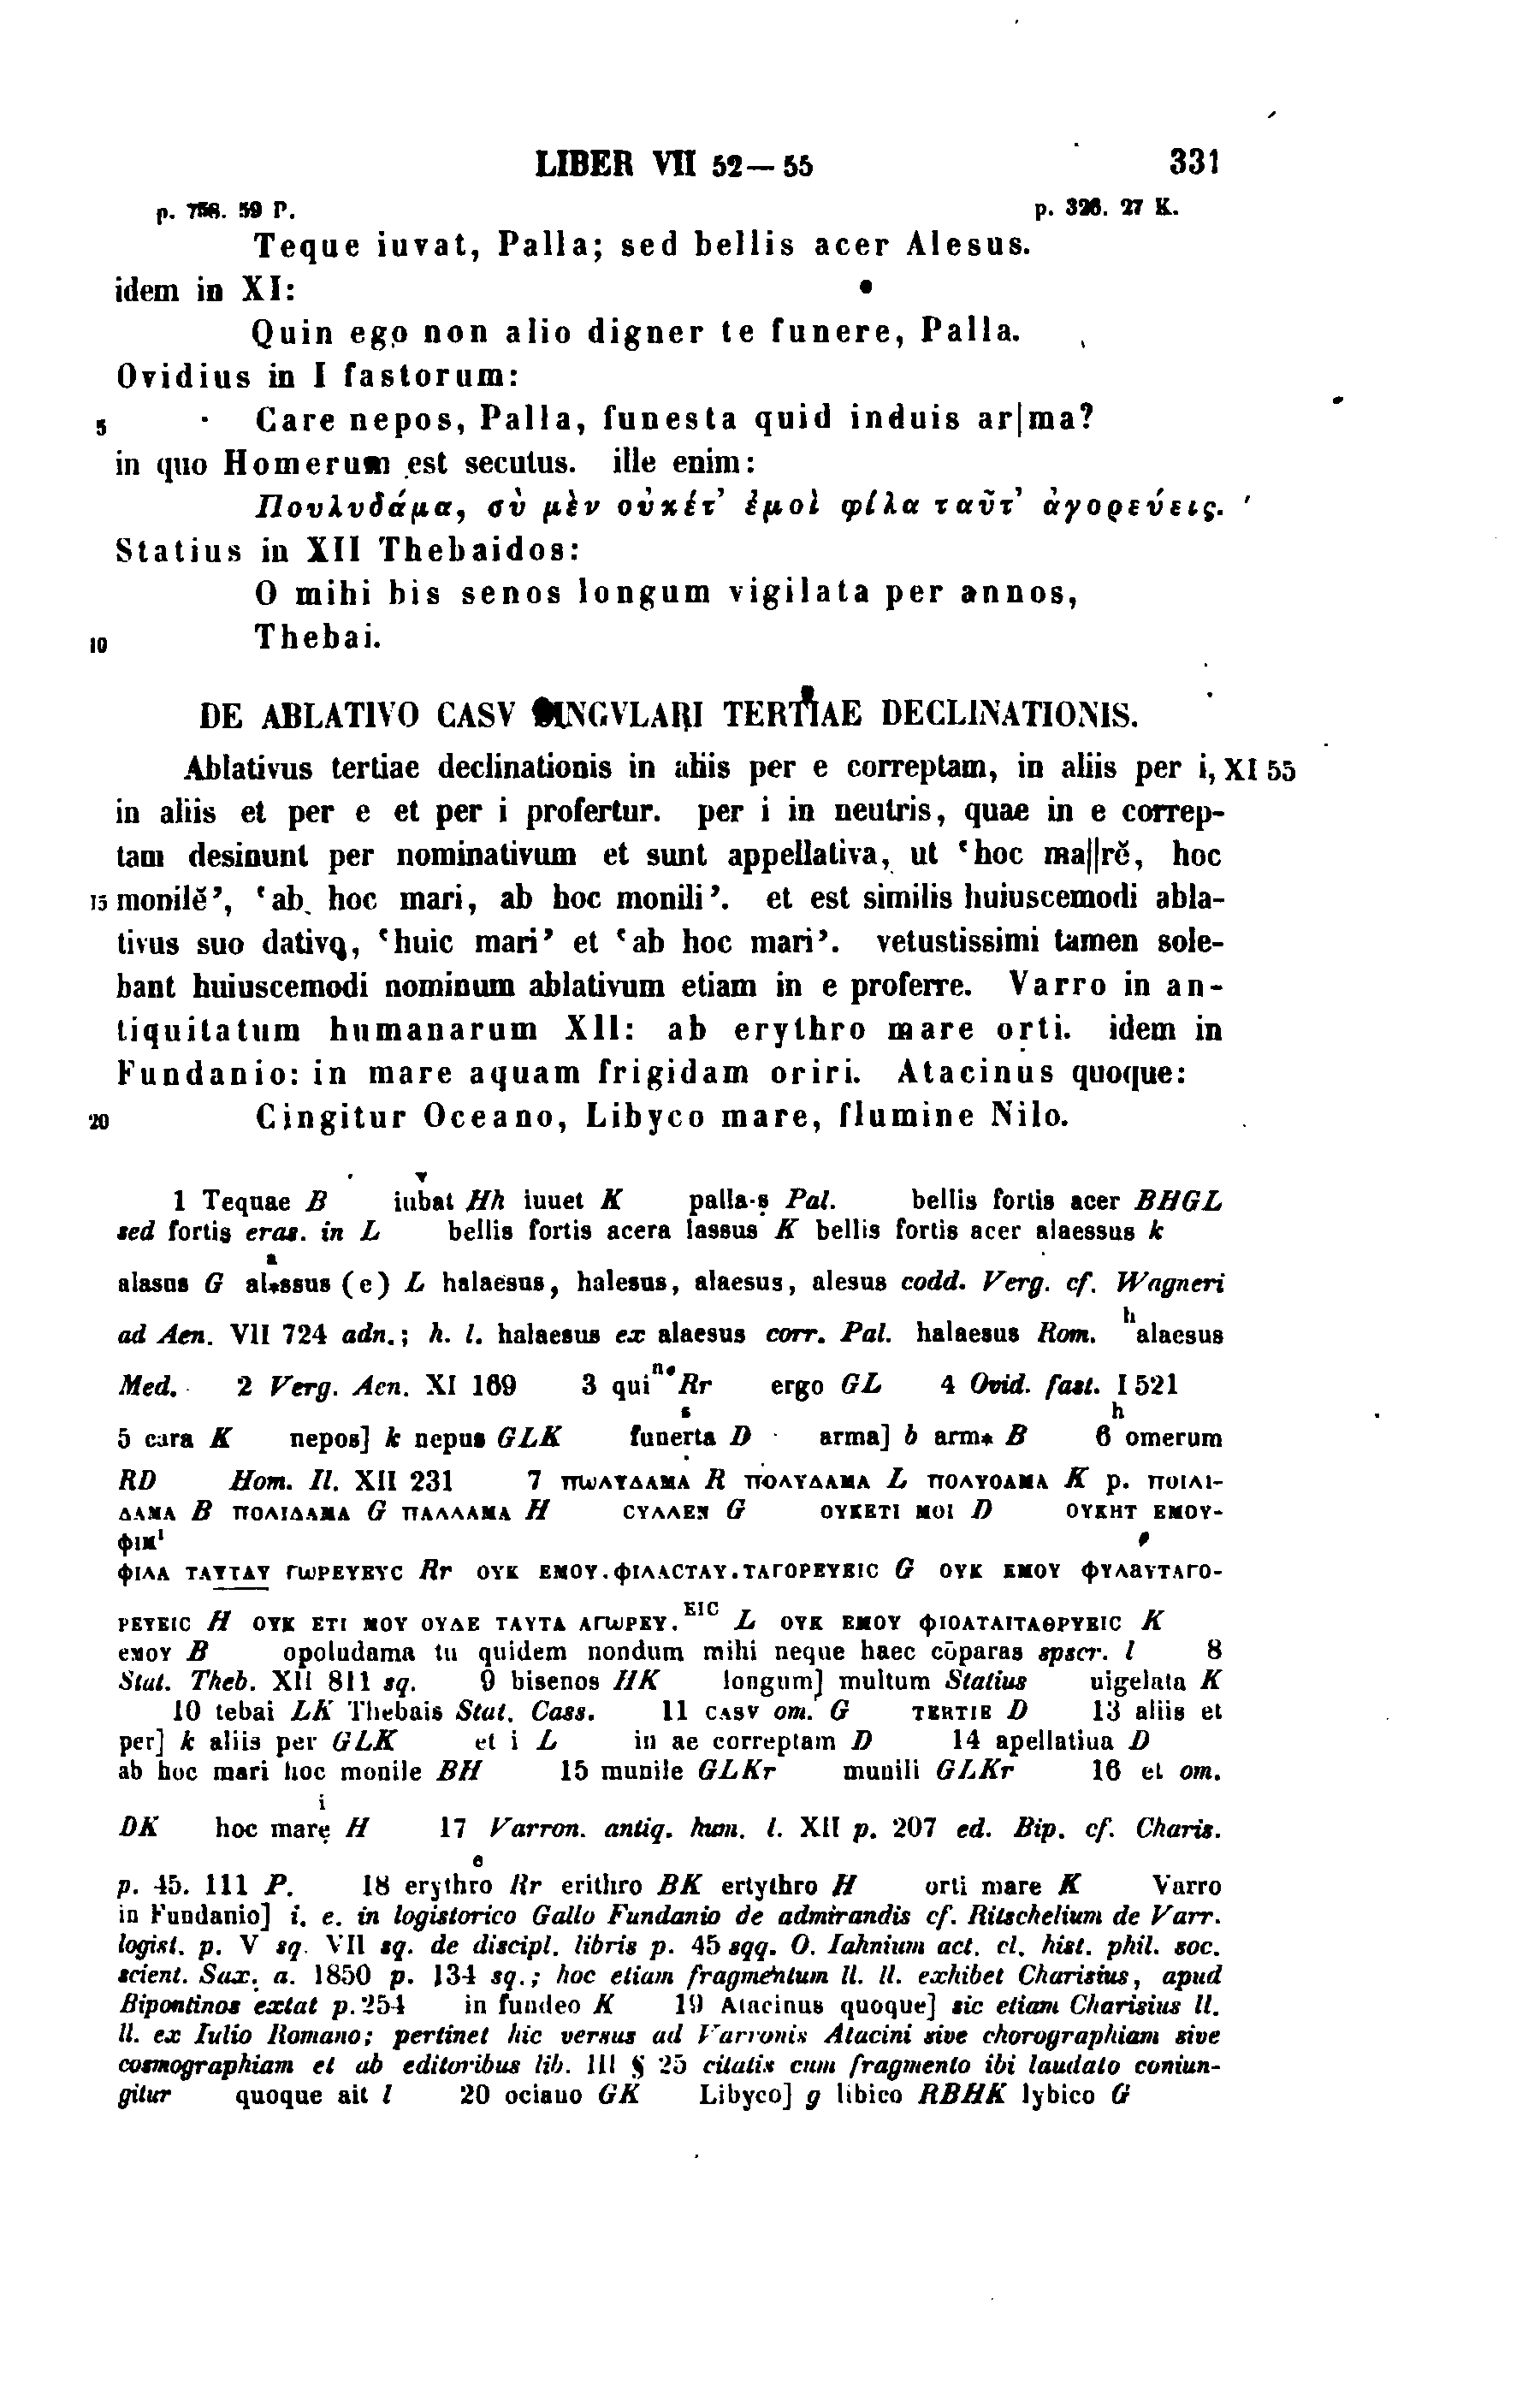 LIBER VII 52—55 331
p. 758. 59 P. p. 326. 27 K.
Teque iuvat, Palla; sed bellis acer Alesus.
idem in XI:
Quin ego non alio digner te funere, Palla.
Ovidius in I fastorum:
5 Care nepos, Palla, funesta quid induis ar|ma?
in quo Homerum est secutus. ille enim:
Πουλυδάμα, σὺ μὲν οὐκέτ’ ἐμοὶ φίλα ταῦτ’ ἀγορεύεις.
Statius in XII Thebaidos:
O mihi bis senos longum vigilata per annos,
10 Thebai.
DE ABLATIVO CASV SINGVLARI TERTIAE DECLINATIONIS.
Ablativus tertiae declinationis in aliis per e correptam, in aliis per i, XI 55
in aliis et per e et per i profertur. per i in neutris, quae in e correp-
tam desinunt per nominativum et sunt appellativa, ut ‘hoc ma||rĕ, hoc
15 monilĕ’, ‘ab hoc mari, ab hoc monili’. et est similis huiuscemodi abla-
tivus suo dativo, ‘huic mari’ et ‘ab hoc mari’. vetustissimi tamen sole-
bant huiuscemodi nominum ablativum etiam in e proferre. Varro in an-
tiquitatum humanarum XII: ab erythro mare orti. idem in
Fundanio: in mare aquam frigidam oriri. Atacinus quoque:
20 Cingitur Oceano, Libyco mare, flumine Nilo.
v
1 Tequae B iubat Hh iuuet K palla·s Pal. bellis fortis acer BHGL
sed fortis eras. in L bellis fortis acera lassus K bellis fortis acer alaessus k
a
alasus G al*ssus (e) L halaesus, halesus, alaesus, alesus codd. Verg. cf. Wagneri
ad Aen. VII 724 adn.; h. l. halaesus ex alaesus corr. Pal. halaesus Rom. halaesus
Med. 2 Verg. Aen. XI 169 3 quin• Rr ergo GL 4 Ovid. fast. I 521
s h
5 cara K nepos] k nepus GLK funerta D arma] b arm* B 6 omerum
RD Hom. Il. XII 231 7 πωλυδαμα R πολυδαμα L πολυοαμα K p. ποιλι-
δαμα B πολιδαμα G παλλαμα H ϲυλλεν G ουκετι μοι D ουκητ εμου-
φιμ'
φιλα ταυταυ γωρευευϲ Rr ουκ εμου.φιλαϲταυ.ταγορευειϲ G ουκ εμου φυλαυταγο-
ρευειϲ H ουκ ετι μου ουδε ταυτα αγωρευ.ειϲ L ουκ εμου φιοαταιταθρυειϲ K
εμου B opoludama tu quidem nondum mihi neque haec cōparas spscr. l 8
Stat. Theb. XII 811 sq. 9 bisenos HK longum] multum Statius uigelata K
10 tebai LK Thebais Stat. Cass. 11 CASV om. G TERTIE D 13 aliis et
per] k aliis per GLK et i L in ae correptam D 14 apellatiua D
ab hoc mari hoc monile BH 15 munile GLKr munili GLKr 16 et om.
i
DK hoc mare H 17 Varron. antiq. hum. l. XII p. 207 ed. Bip. cf. Charis.
e
p. 45. 111 P. 18 erythro Rr erithro BK ertythro H orti mare K Varro
in Fundanio] i. e. in logistorico Gallo Fundanio de admirandis cf. Ritschelium de Varr.
logist. p. V sq. VII sq. de discipl. libris p. 45 sqq. O. Iahnium act. cl. hist. phil. soc.
scient. Sax. a. 1850 p. 134 sq.; hoc etiam fragmentum ll. ll. exhibet Charisius, apud
Bipontinos extat p. 254 in fundeo K 19 Atacinus quoque] sic etiam Charisius ll.
ll. ex Iulio Romano; pertinet hic versus ad Varronis Atacini sive chorographiam sive
cosmographiam et ab editoribus lib. III § 25 citatis cum fragmento ibi laudato coniun-
gitur quoque ait l 20 ociauo GK Libyco] g libico RBHK lybico G